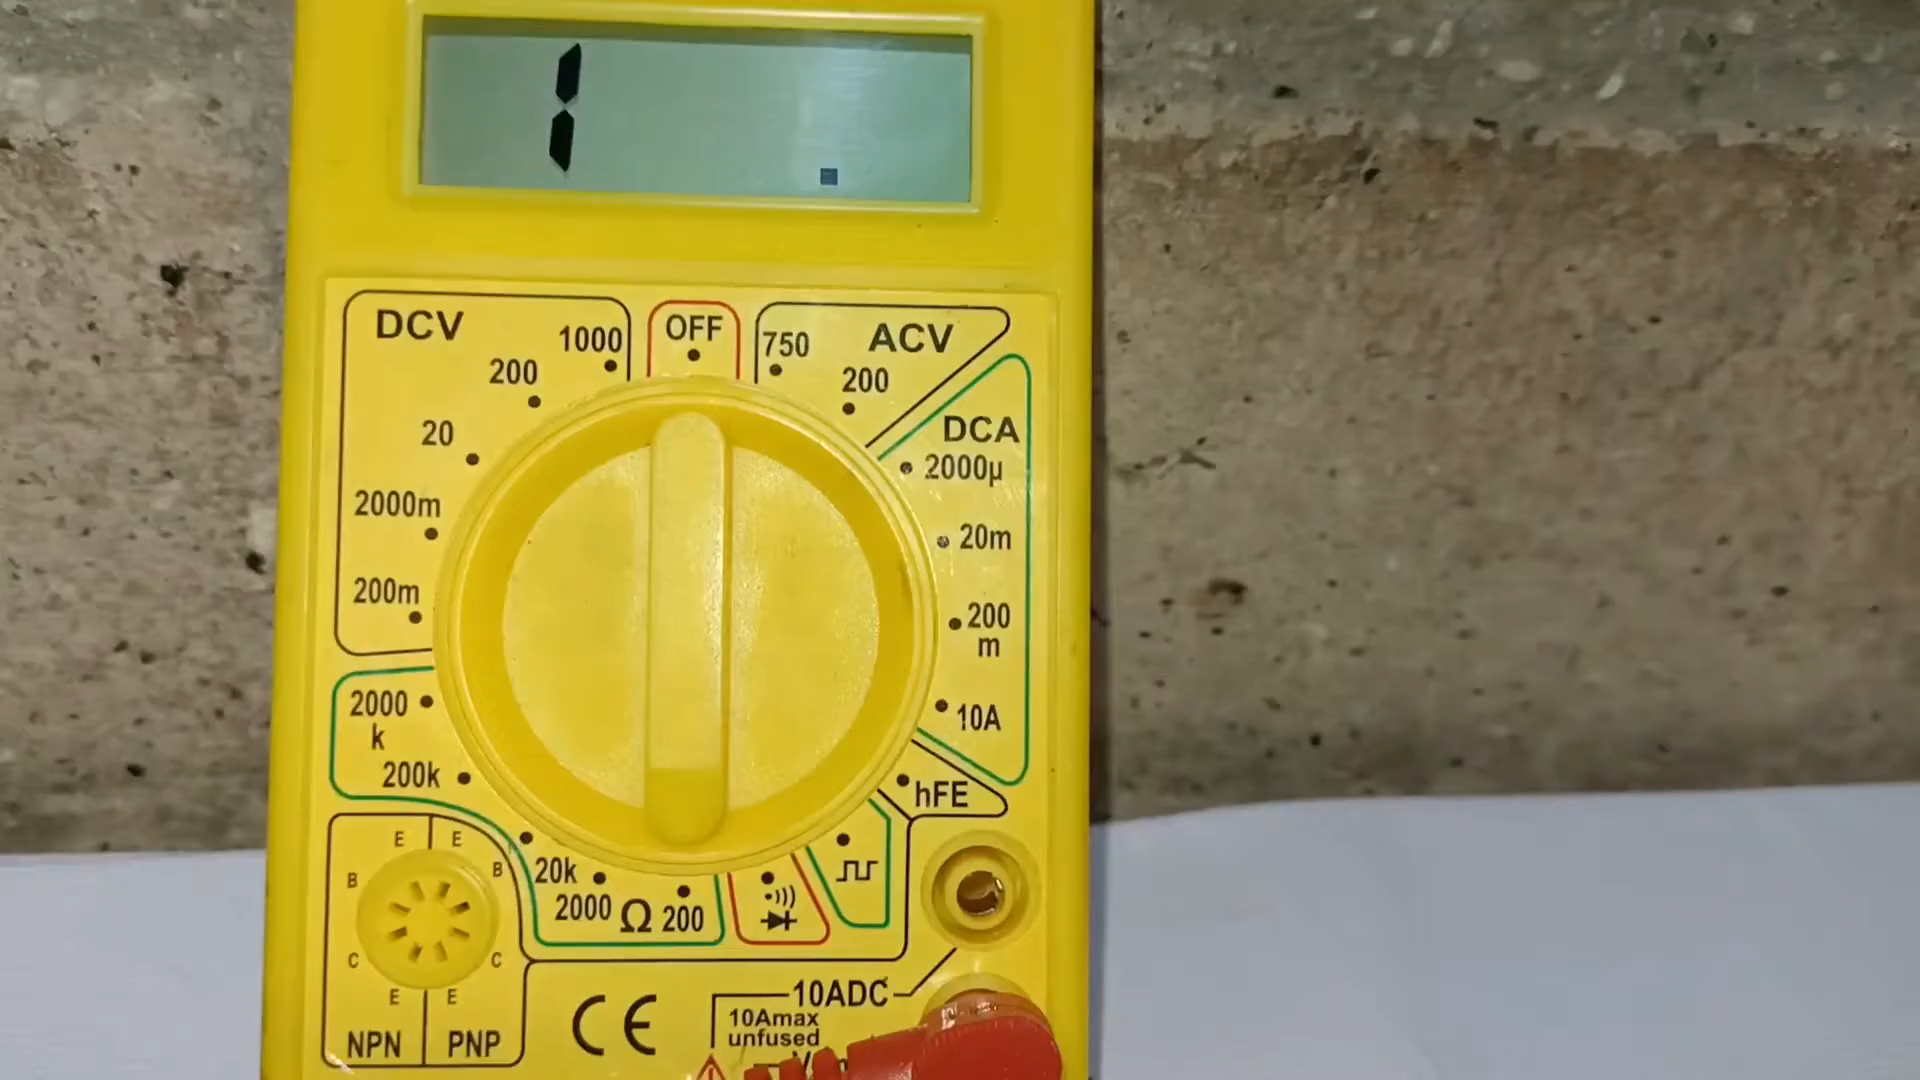 1 .
DCV
1000
OFF
750
ACV
200
200
20
DCA
2000µ
2000m
20m
200m
200
m
2000
k
10A
200k
hFE
20k
2000 Ω 200
E E
B B
C C
E E
NPN PNP
CE
10ADC
10Amax
unfused